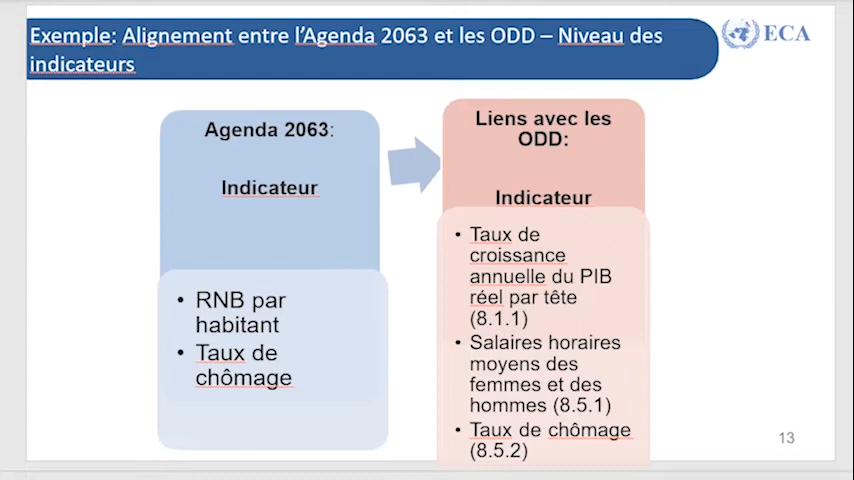 Exemple: Alignement entre l’Agenda 2063 et les ODD – Niveau des
indicateurs
ECA
Agenda 2063:
Indicateur
• RNB par
habitant
• Taux de
chômage
Liens avec les
ODD:
Indicateur
• Taux de
croissance
annuelle du PIB
réel par tête
(8.1.1)
• Salaires horaires
moyens des
femmes et des
hommes (8.5.1)
• Taux de chômage
(8.5.2)
13